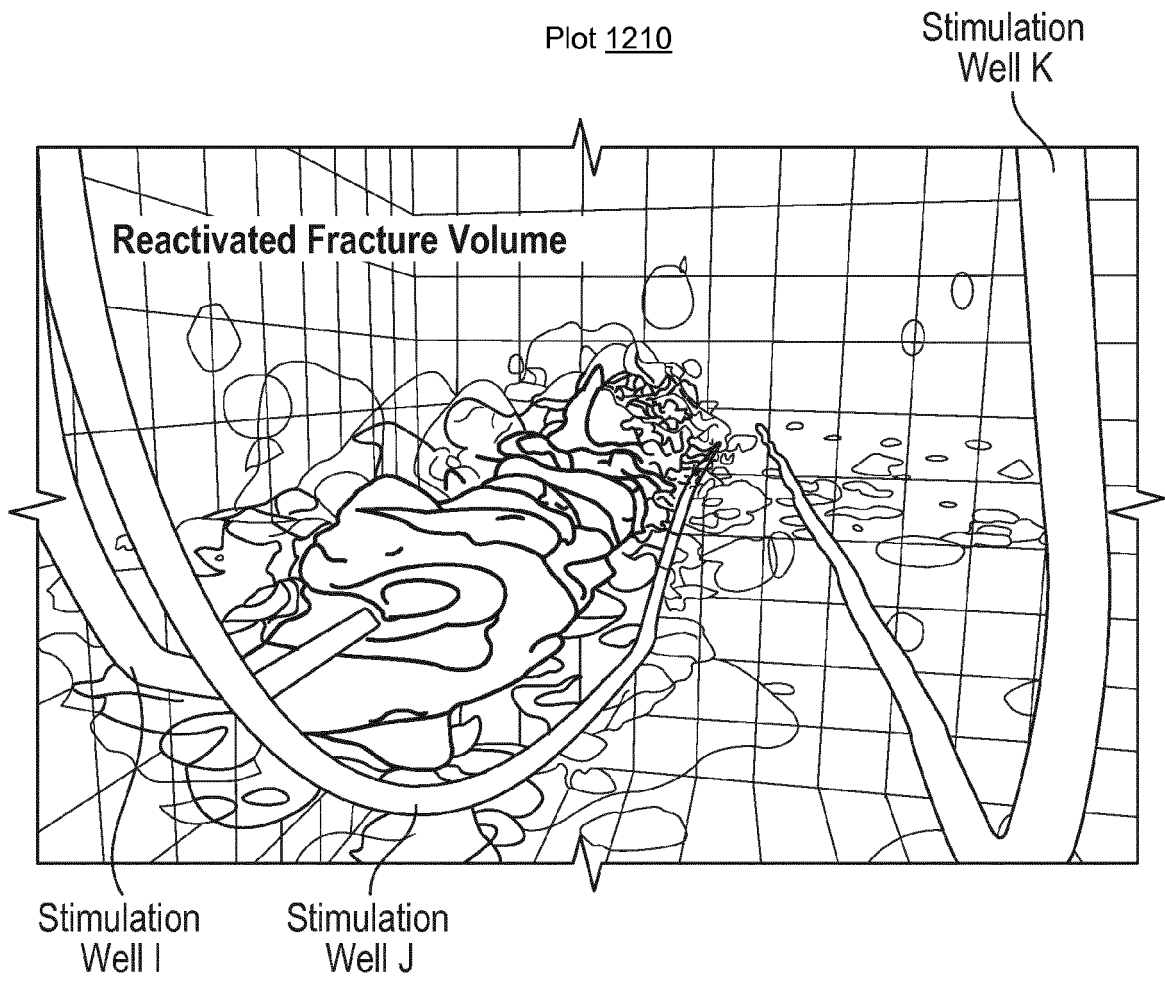 Plot 1210
Stimulation
Well K
Reactivated Fracture Volume
Stimulation
Well I
Stimulation
Well J